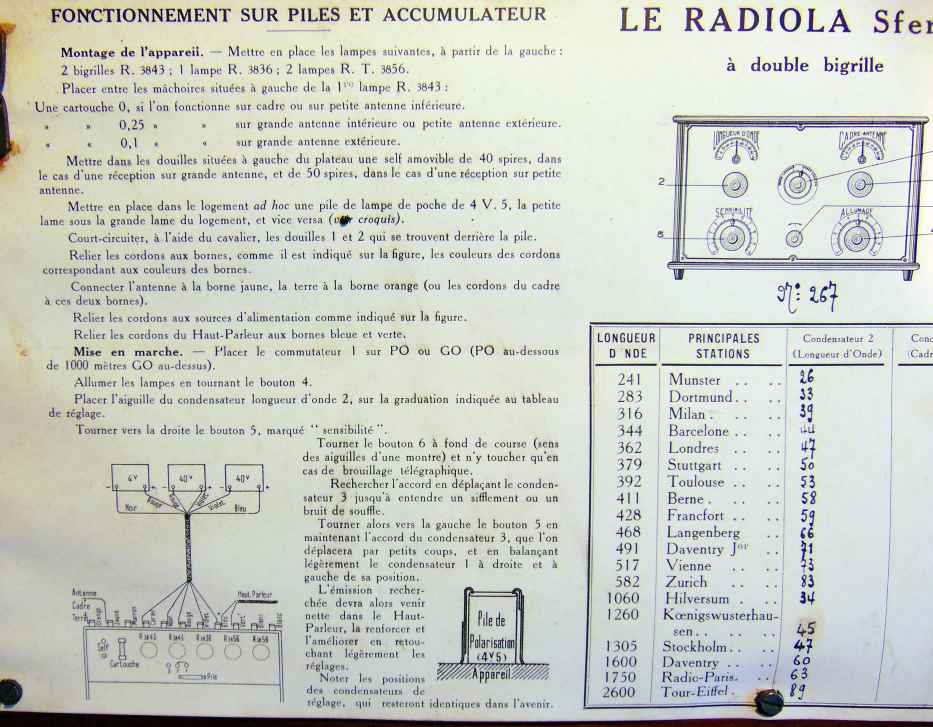 FONCTIONNEMENT SUR PILES ET ACCUMULATEUR
Montage de l'appareil. — Mettre en place les lampes suivantes, à partir de la gauche :
2 bigrilles R. 3843 ; 1 lampe R. 3836 ; 2 lampes R. T. 3856.
Placer entre les mâchoires situées à gauche de la 1re lampe R. 3843 :
Une cartouche 0, si l'on fonctionne sur cadre ou sur petite antenne inférieure.
» » 0,25 » » sur grande antenne intérieure ou petite antenne extérieure.
» » 0,1 » » sur grande antenne extérieure.
Mettre dans les douilles situées à gauche du plateau une self amovible de 40 spires, dans
le cas d'une réception sur grande antenne, et de 50 spires, dans le cas d'une réception sur petite
antenne.
Mettre en place dans le logement ad hoc une pile de lampe de poche de 4 V. 5, la petite
lame sous la grande lame du logement, et vice versa (voir croquis).
Court-circuiter, à l'aide du cavalier, les douilles 1 et 2 qui se trouvent derrière la pile.
Relier les cordons aux bornes, comme il est indiqué sur la figure, les couleurs des cordons
correspondant aux couleurs des bornes.
Connecter l'antenne à la borne jaune, la terre à la borne orange (ou les cordons du cadre
à ces deux bornes).
Relier les cordons aux sources d'alimentation comme indiqué sur la figure.
Relier les cordons du Haut-Parleur aux bornes bleue et verte.
Mise en marche. — Placer le commutateur 1 sur PO ou GO (PO au-dessous
de 1000 mètres GO au-dessus).
Allumer les lampes en tournant le bouton 4.
Placer l'aiguille du condensateur longueur d'onde 2, sur la graduation indiquée au tableau
de réglage.
Tourner vers la droite le bouton 5, marqué " sensibilité ".
Tourner le bouton 6 à fond de course (sens
des aiguilles d'une montre) et n'y toucher qu'en
cas de brouillage télégraphique.
Rechercher l'accord en déplaçant le conden-
sateur 3 jusqu'à entendre un sifflement ou un
bruit de souffle.
Tourner alors vers la gauche le bouton 5 en
maintenant l'accord du condensateur 3, que l'on
déplacera par petits coups, et en balançant
légèrement le condensateur 1 à droite et à
gauche de sa position.
L'émission recher-
chée devra alors venir
nette dans le Haut-
Parleur, la renforcer et
l'améliorer en retou-
chant légèrement les
réglages.
Noter les positions
des condensateurs de
réglage, qui resteront identiques dans l'avenir.
4V 40V 40V
- + - + - +
Noir Rouge Rouge Violet Violet Bleu
Antenne
Cadre
Terre
Haut. Parleur
Self
Cartouche
Pile
Pile de
Polarisation
(4V5)
Appareil
LE RADIOLA Sfer
à double bigrille
LONGUEUR D'ONDE
CADRE-ANTENNE
SENSIBILITÉ
ALLUMAGE
2
6
4
N°: 267
LONGUEUR D NDE PRINCIPALES STATIONS Condensateur 2 (Longueur d'Onde) (Cadr
241 Munster . . . . 26
283 Dortmund . . . . 33
316 Milan . . . . . 39
344 Barcelone . . . . 44
362 Londres . . . . 47
379 Stuttgart . . . . 50
392 Toulouse . . . . 53
411 Berne . . . . . 58
428 Francfort . . . . 59
468 Langenberg . . 66
491 Daventry Jor . . 71
517 Vienne . . . . 73
582 Zurich . . . . 83
1060 Hilversum . . . 34
1260 Kœnigswusterhau-
sen . . . . . . 45
1305 Stockholm . . . . 47
1600 Daventry . . . . 60
1750 Radio-Paris. . . 63
2600 Tour-Eiffel . . . 89